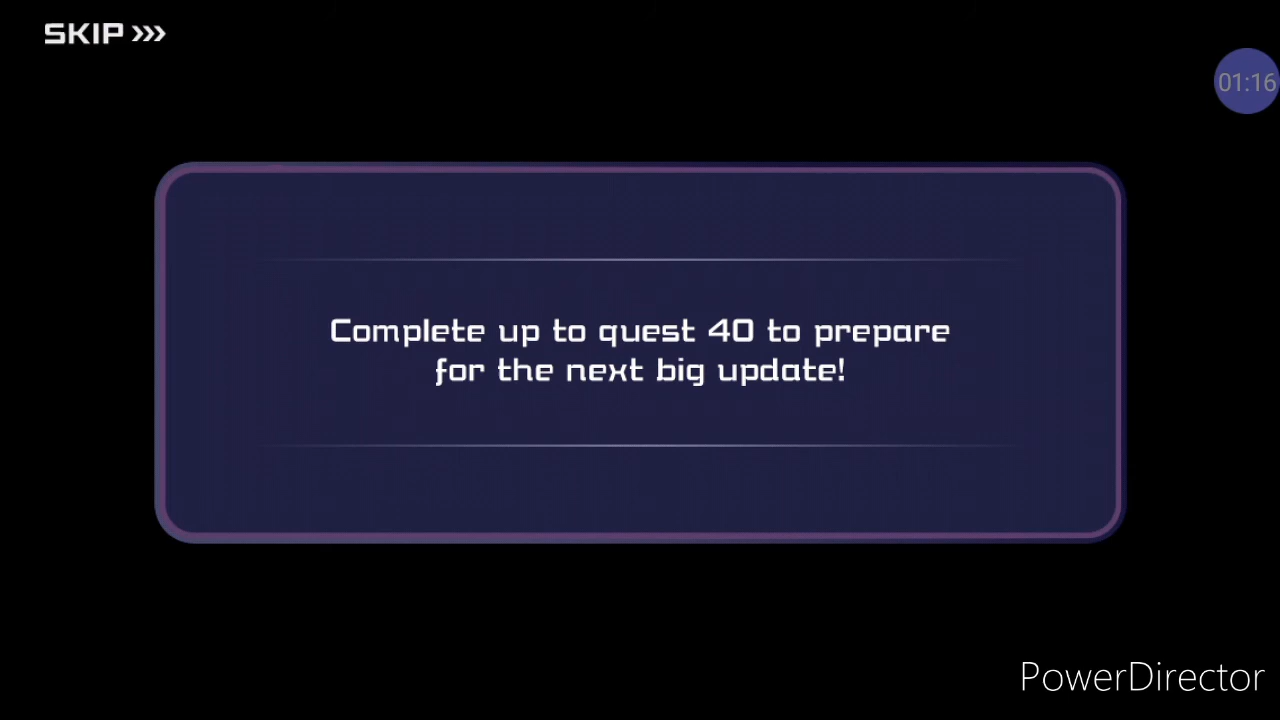 SKIP >>>
01:16
Complete up to quest 40 to prepare
for the next big update!
PowerDirector